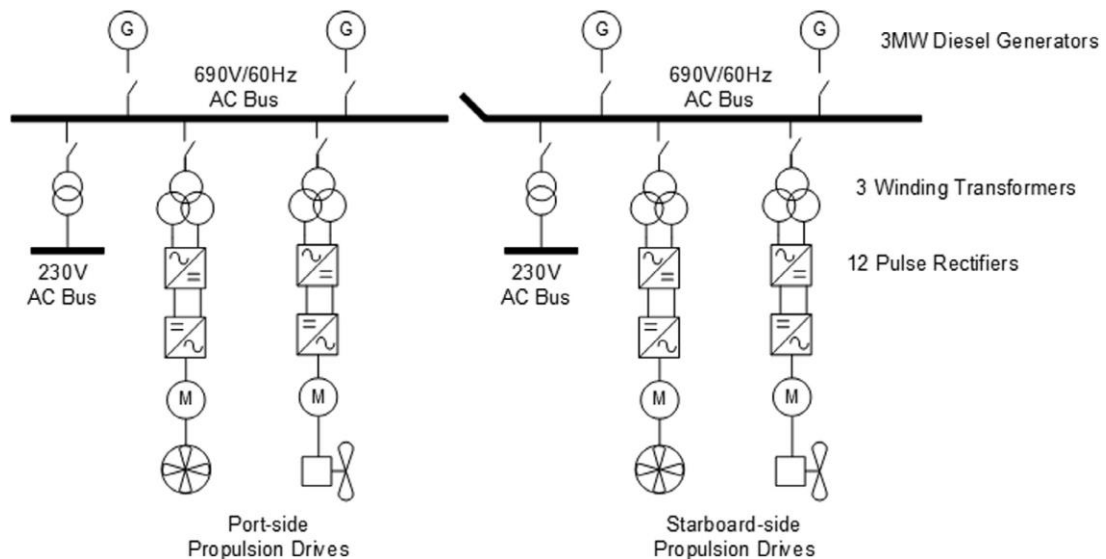 G
G
G
G
3MW Diesel Generators
690V/60Hz
AC Bus
690V/60Hz
AC Bus
3 Winding Transformers
12 Pulse Rectifiers
230V
AC Bus
230V
AC Bus
M
M
M
M
Port-side
Propulsion Drives
Starboard-side
Propulsion Drives